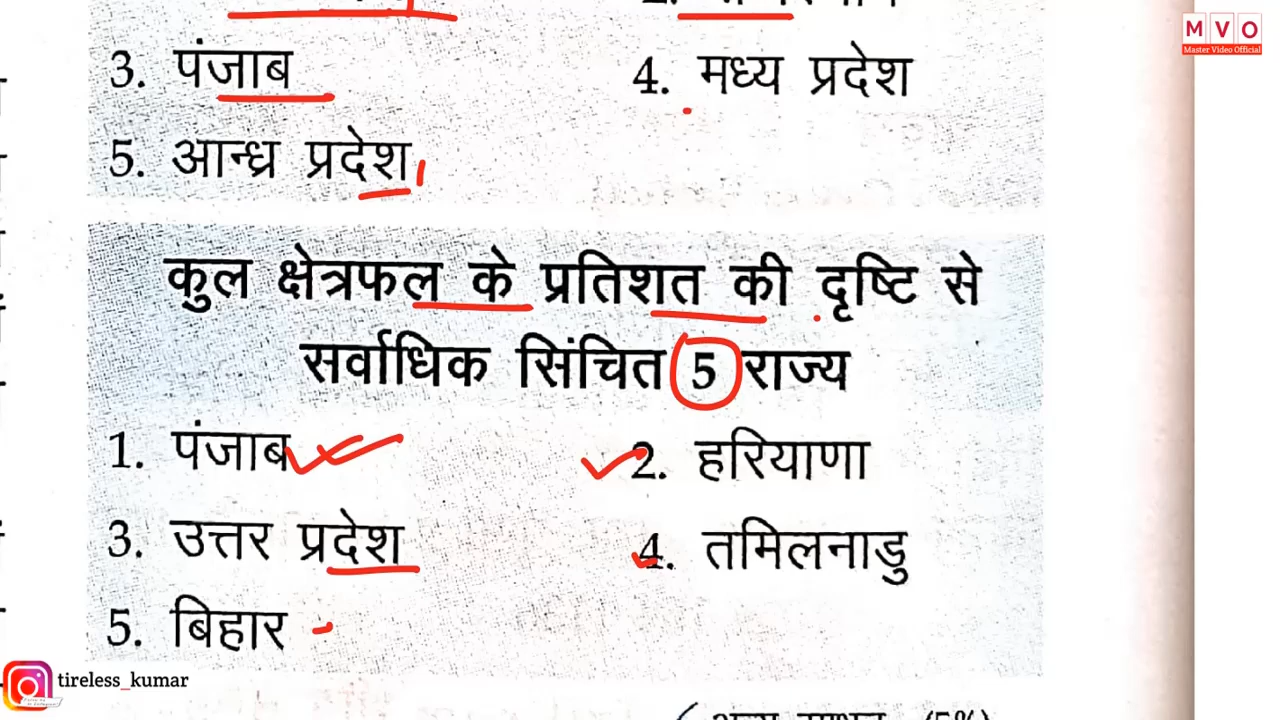 3. पंजाब 4. मध्य प्रदेश
5. आन्ध्र प्रदेश
कुल क्षेत्रफल के प्रतिशत की दृष्टि से
सर्वाधिक सिंचित 5 राज्य
1. पंजाब 2. हरियाणा
3. उत्तर प्रदेश 4. तमिलनाडु
5. बिहार
MVO
Master Video Official
tireless_kumar
(5%)